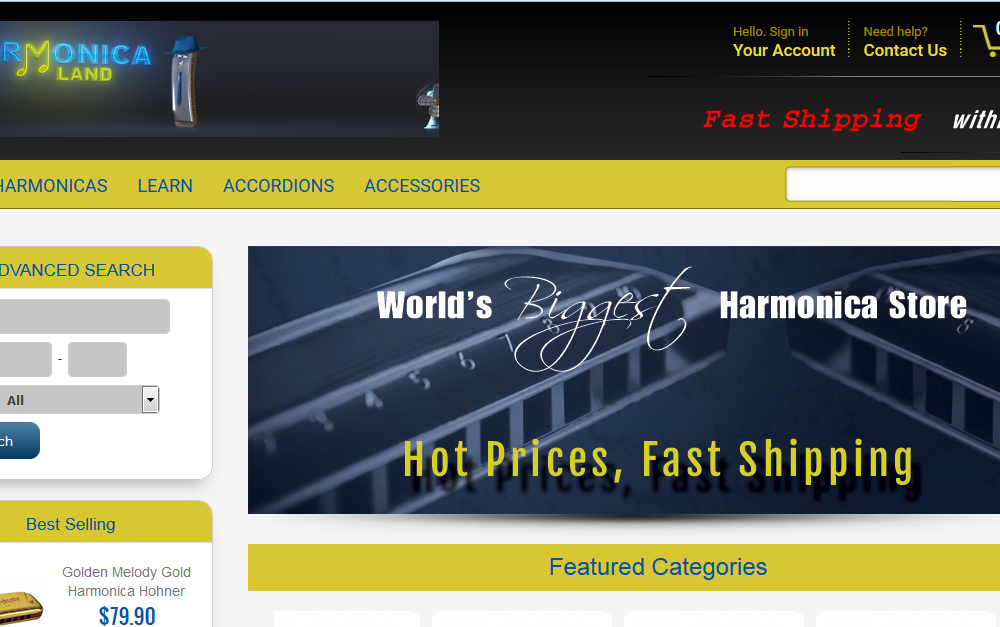 RMONICA
LAND
Hello. Sign in
Your Account
Need help?
Contact Us
Fast Shipping
HARMONICAS
LEARN
ACCORDIONS
ACCESSORIES
DVANCED SEARCH
-
All
ch
World's Biggest Harmonica Store
Hot Prices, Fast Shipping
Best Selling
Golden Melody Gold
Harmonica Hohner
$79.90
Featured Categories